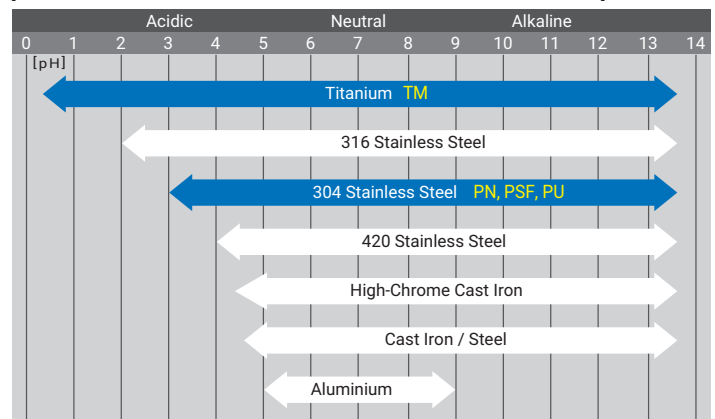 Acidic Neutral Alkaline
0 1 2 3 4 5 6 7 8 9 10 11 12 13 14
[pH]
Titanium TM
316 Stainless Steel
304 Stainless Steel PN, PSF, PU
420 Stainless Steel
High-Chrome Cast Iron
Cast Iron / Steel
Aluminium